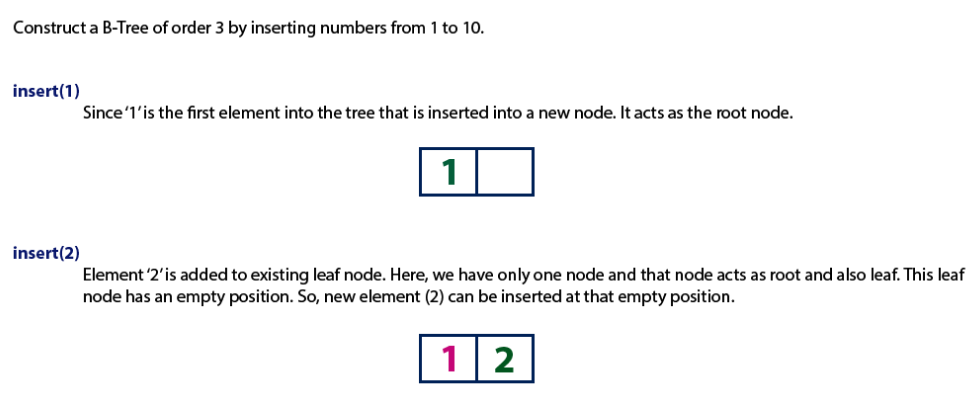 Construct a B-Tree of order 3 by inserting numbers from 1 to 10.
insert(1)
Since ‘1’ is the first element into the tree that is inserted into a new node. It acts as the root node.
1
insert(2)
Element ‘2’ is added to existing leaf node. Here, we have only one node and that node acts as root and also leaf. This leaf
node has an empty position. So, new element (2) can be inserted at that empty position.
1 2